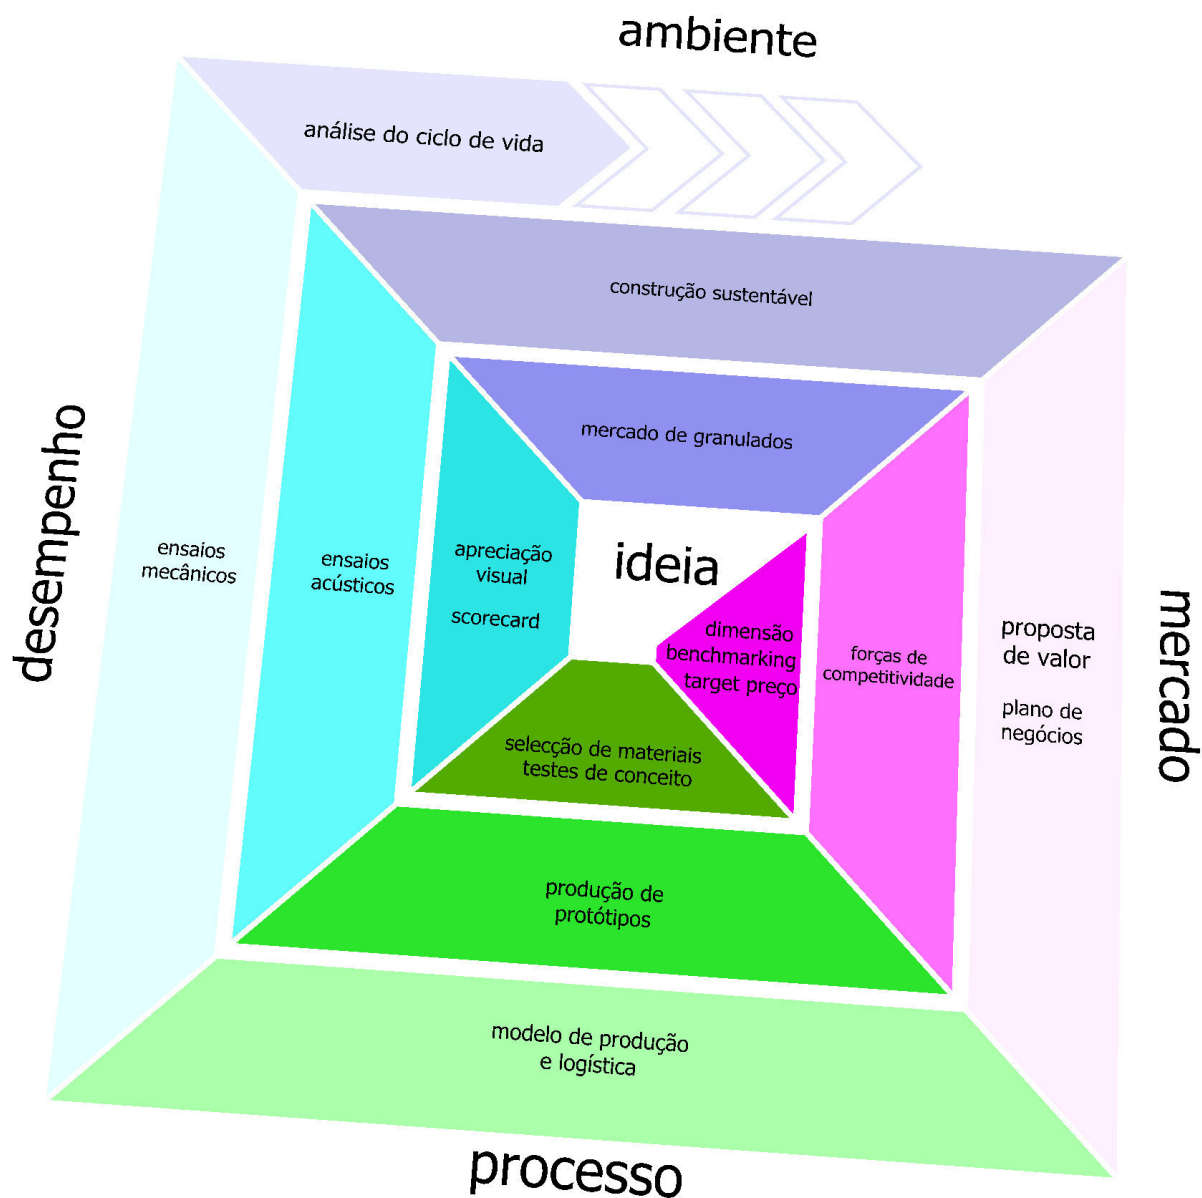 ambiente
análise do ciclo de vida
construção sustentável
mercado de granulados
desempenho
ensaios
mecânicos
ensaios
acústicos
apreciação
visual
scorecard
ideia
dimensão
benchmarking
target preço
forças de
competitividade
proposta
de valor
plano de
negócios
mercado
selecção de materiais
testes de conceito
produção de
protótipos
modelo de produção
e logística
processo